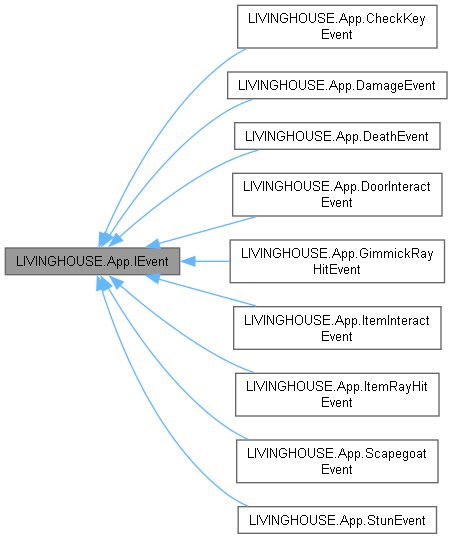 LIVINGHOUSE.App.CheckKey
Event
LIVINGHOUSE.App.DamageEvent
LIVINGHOUSE.App.DeathEvent
LIVINGHOUSE.App.DoorInteract
Event
LIVINGHOUSE.App.IEvent
LIVINGHOUSE.App.GimmickRay
HitEvent
LIVINGHOUSE.App.ItemInteract
Event
LIVINGHOUSE.App.ItemRayHit
Event
LIVINGHOUSE.App.Scapegoat
Event
LIVINGHOUSE.App.StunEvent